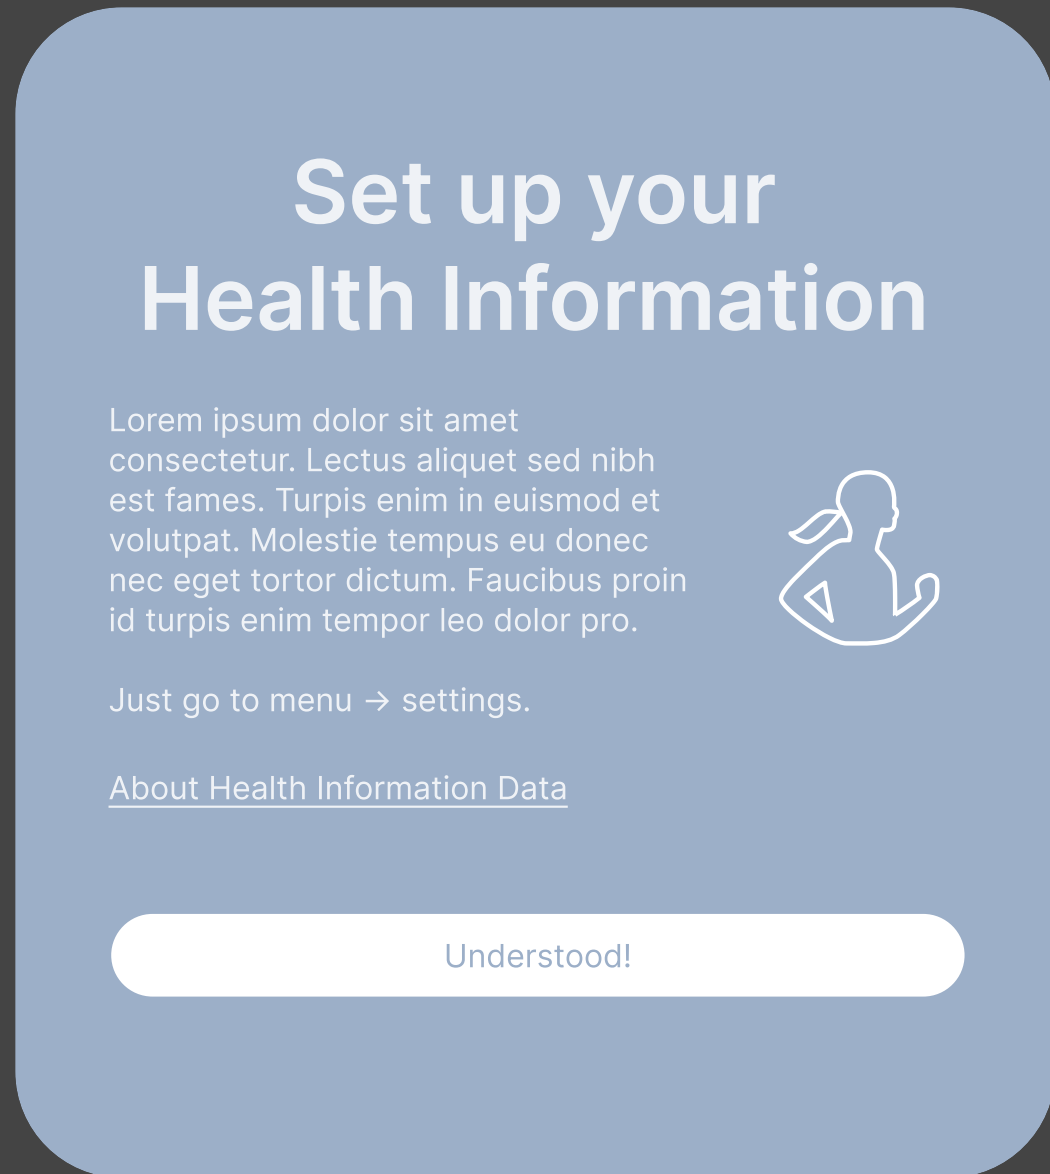 Set up your
Health Information
Lorem ipsum dolor sit amet
consectetur. Lectus aliquet sed nibh
est fames. Turpis enim in euismod et
volutpat. Molestie tempus eu donec
nec eget tortor dictum. Faucibus proin
id turpis enim tempor leo dolor pro.
Just go to menu → settings.
About Health Information Data
Understood!